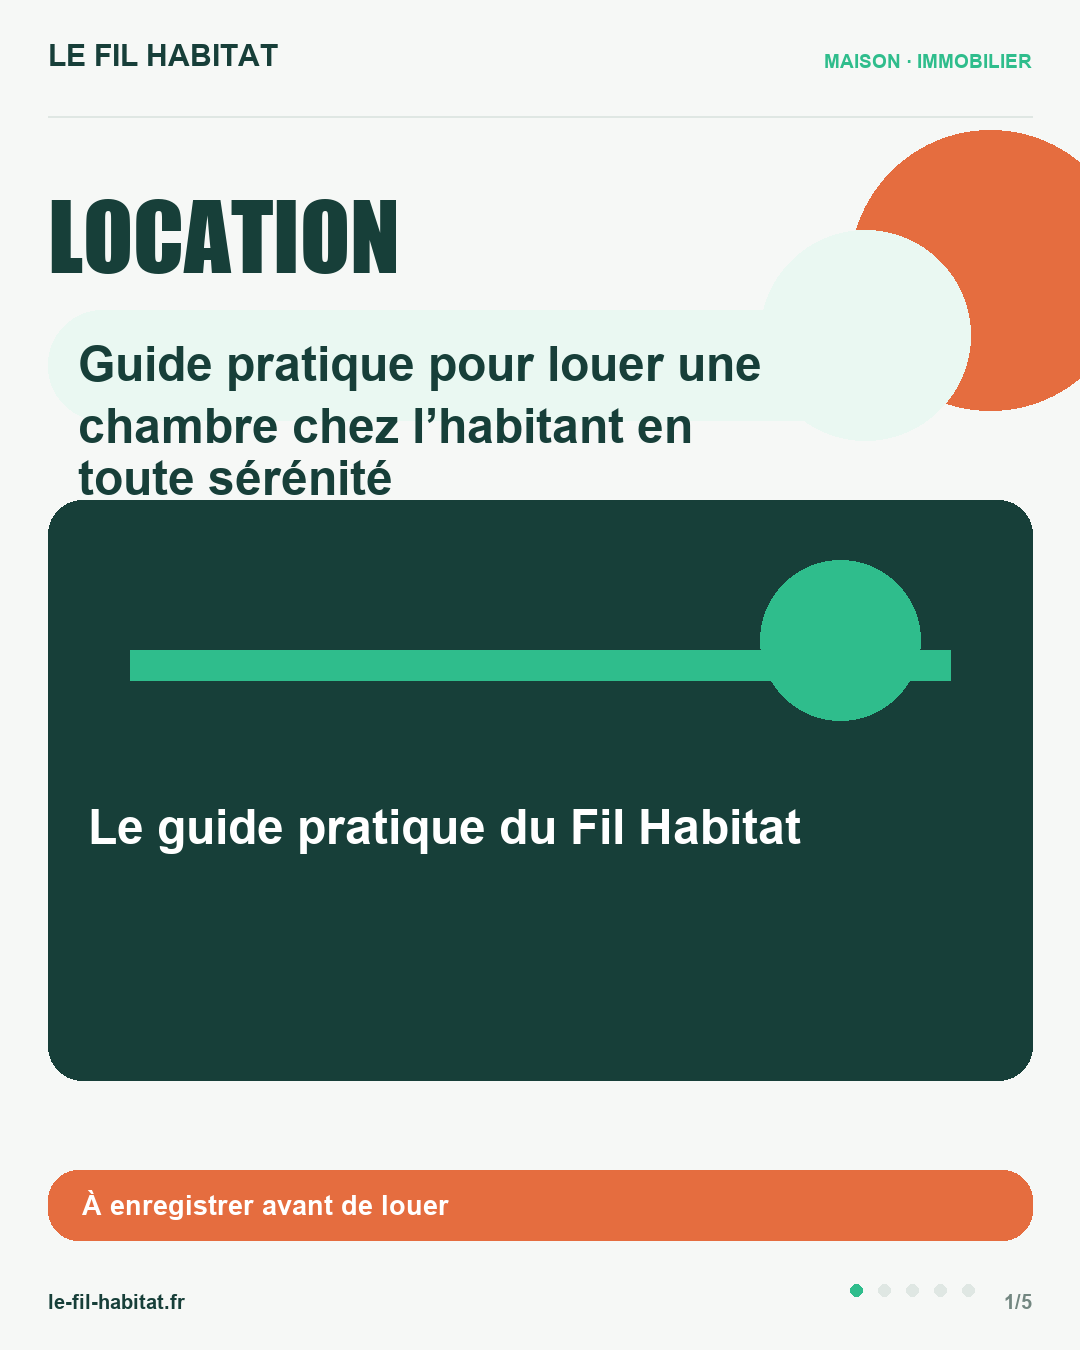 LE FIL HABITAT
MAISON · IMMOBILIER
LOCATION
Guide pratique pour louer une
chambre chez l’habitant en
toute sérénité
Le guide pratique du Fil Habitat
À enregistrer avant de louer
le-fil-habitat.fr
1/5